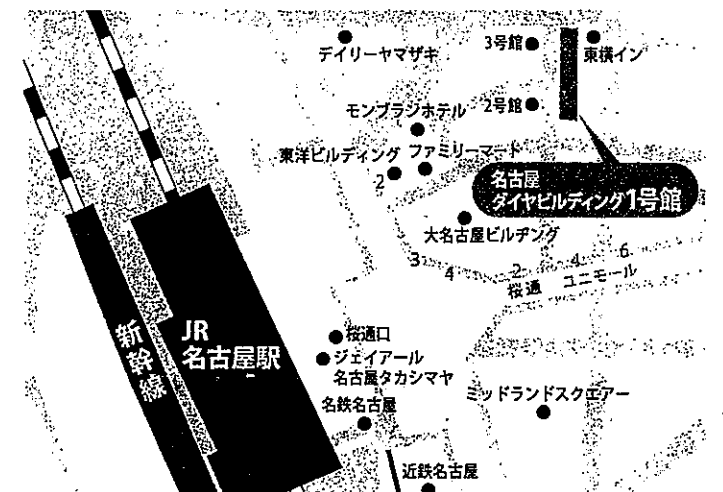 デイリーヤマザキ
3号館
東横イン
モンブランホテル
2号館
東洋ビルディング
ファミリーマート
2
名古屋
ダイヤビルディング1号館
大名古屋ビルヂング
3
4
2
4
6
桜通
ユニモール
新幹線
JR
名古屋駅
桜通口
ジェイアール
名古屋タカシマヤ
名鉄名古屋
ミッドランドスクエアー
近鉄名古屋